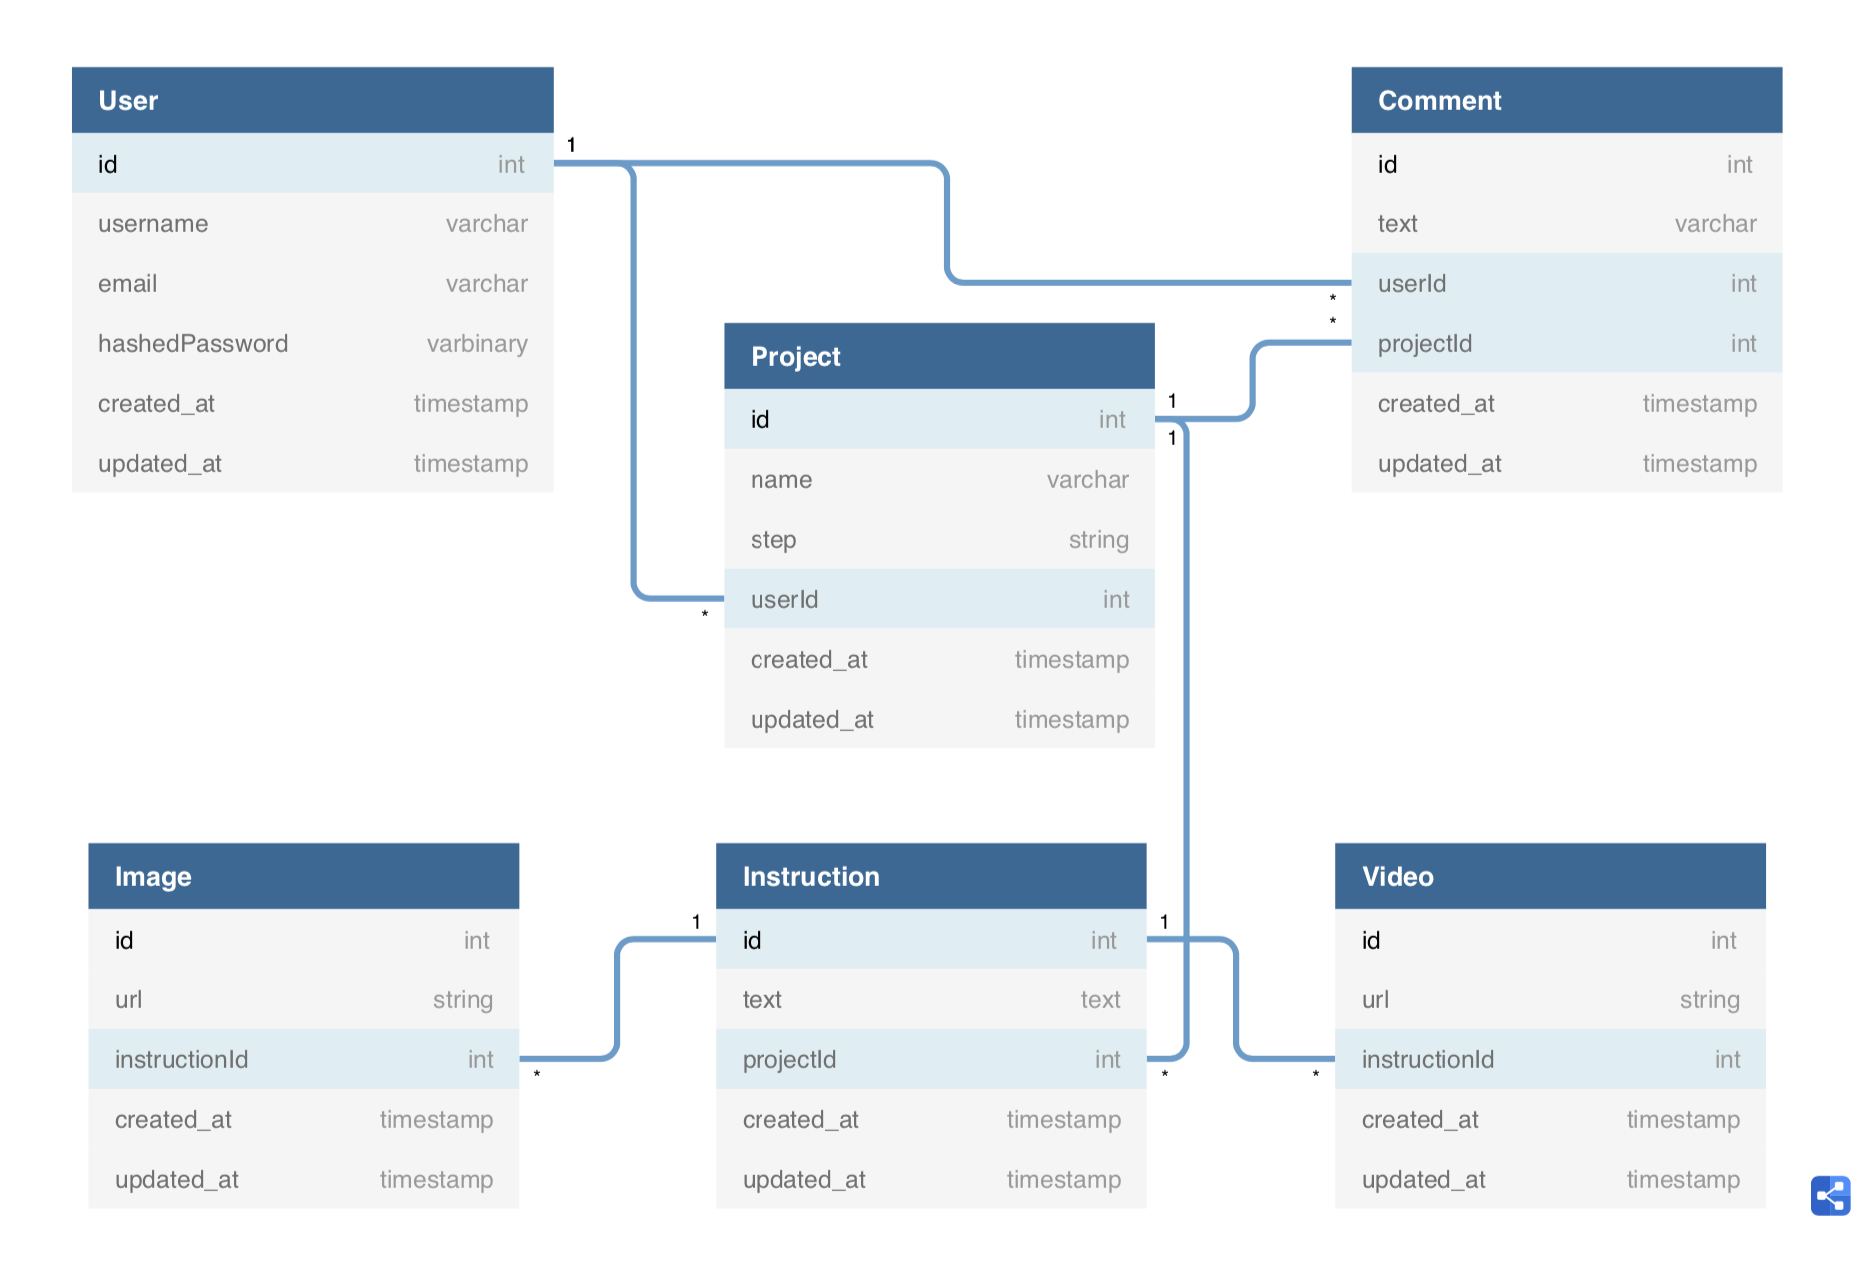 User
id int
username varchar
email varchar
hashedPassword varbinary
created_at timestamp
updated_at timestamp
1
Comment
id int
text varchar
userId int
projectId int
created_at timestamp
updated_at timestamp
*
*
Project
id int
name varchar
step string
userId int
created_at timestamp
updated_at timestamp
1
1
*
Image
id int
url string
instructionId int
created_at timestamp
updated_at timestamp
*
1
Instruction
id int
text text
projectId int
created_at timestamp
updated_at timestamp
1
*
Video
id int
url string
instructionId int
created_at timestamp
updated_at timestamp
*